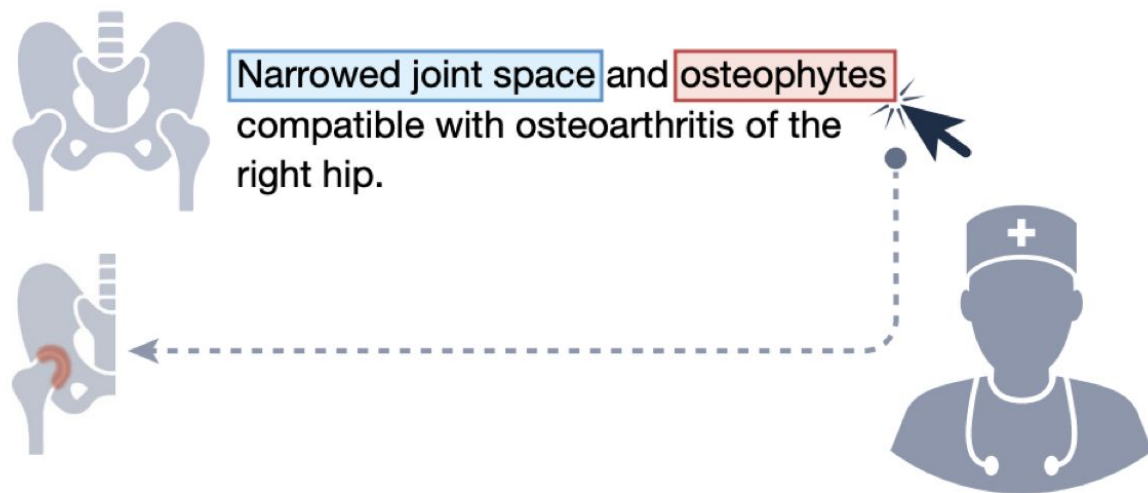 Narrowed joint space and osteophytes
compatible with osteoarthritis of the
right hip.